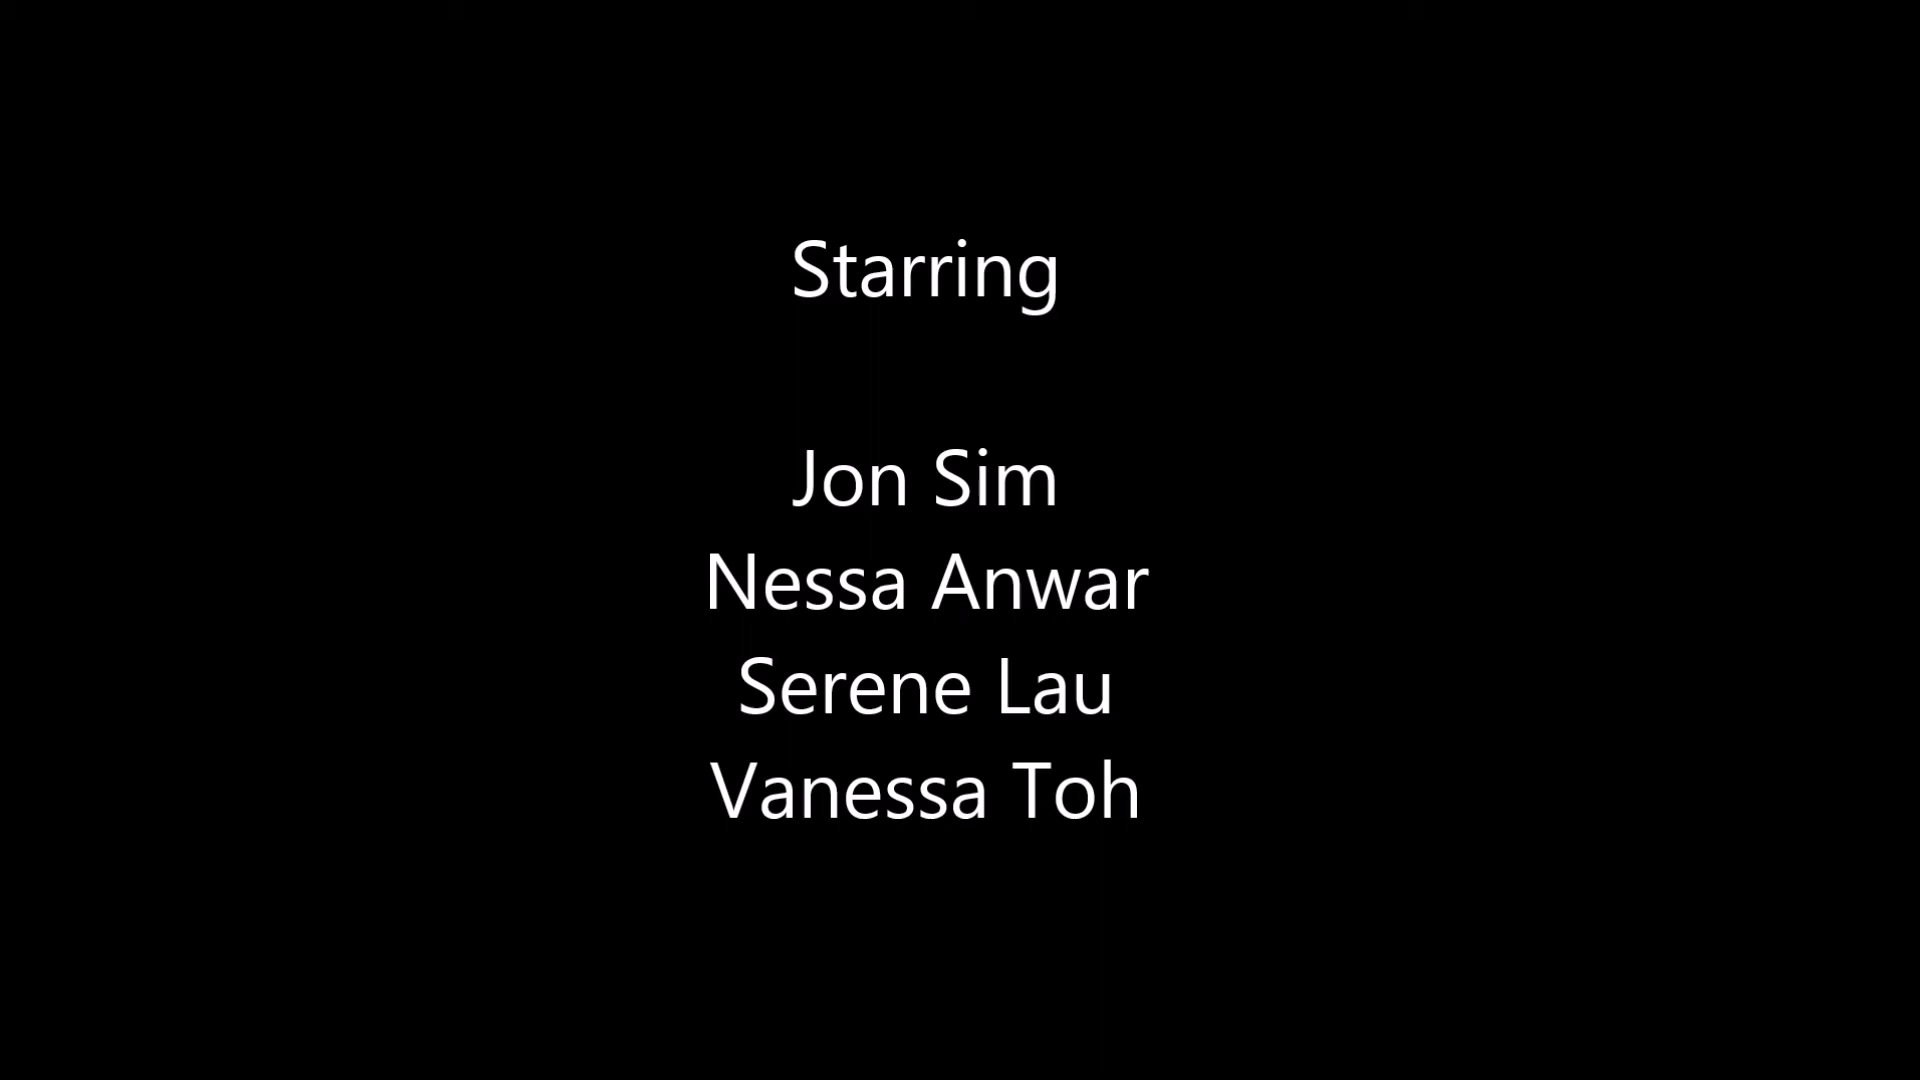 Starring
Jon Sim
Nessa Anwar
Serene Lau
Vanessa Toh